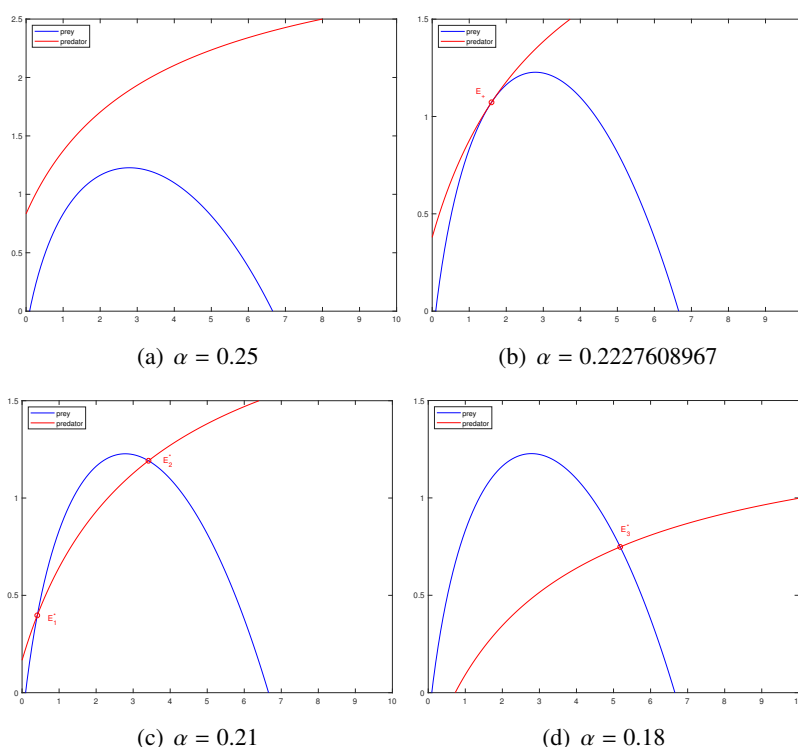 2.5
prey
predator
2
1.5
1
0.5
0
0 1 2 3 4 5 6 7 8 9 10
(a) α = 0.25
1.5
prey
predator
E*
1
0.5
0
0 1 2 3 4 5 6 7 8 9
(b) α = 0.2227608967
1.5
prey
predator
E2*
1
0.5
E1*
0
0 1 2 3 4 5 6 7 8 9 10
(c) α = 0.21
1.5
prey
predator
1
E3*
0.5
0
0 1 2 3 4 5 6 7 8 9 10
(d) α = 0.18